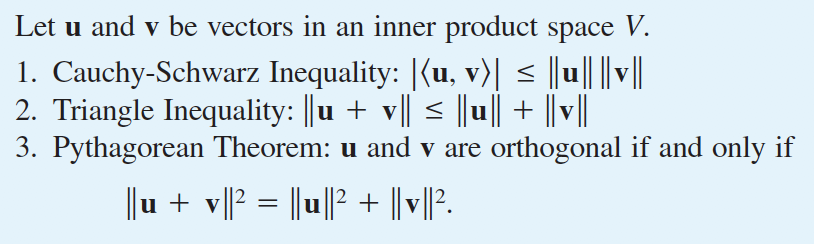 Let u and v be vectors in an inner product space V.
1. Cauchy-Schwarz Inequality: |⟨u, v⟩| ≤ ‖u‖ ‖v‖
2. Triangle Inequality: ‖u + v‖ ≤ ‖u‖ + ‖v‖
3. Pythagorean Theorem: u and v are orthogonal if and only if
‖u + v‖² = ‖u‖² + ‖v‖².